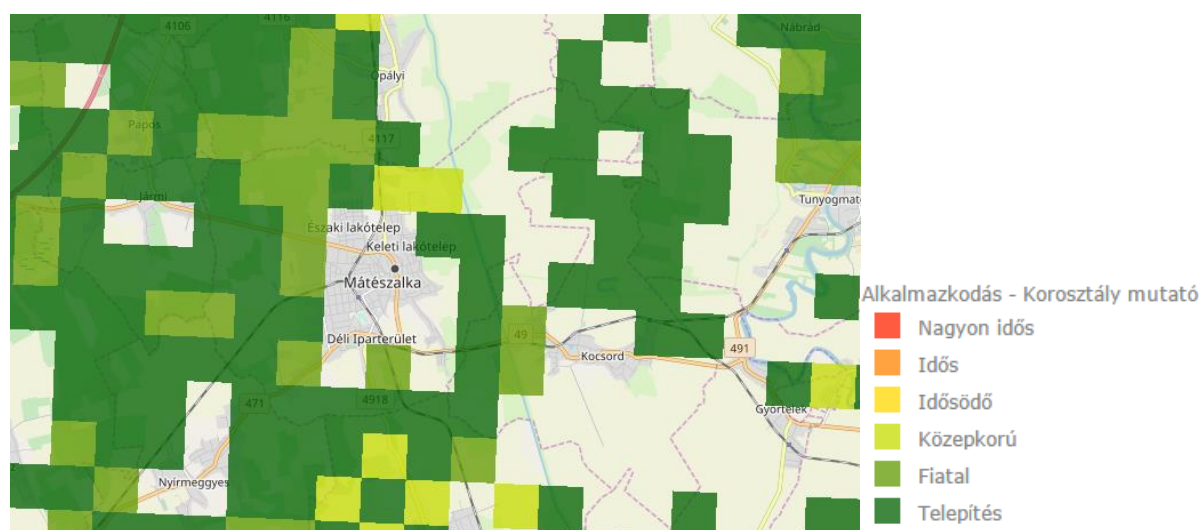 4106
4116
Nábrád
Ópályi
Papos
4117
Jármi
Tunyogmat
Északi lakótelep
Keleti lakótelep
Mátészalka
Déli Iparterület
49
Kocsord
491
471
4918
Győrtelek
Nyírmeggyes
Alkalmazkodás - Korosztály mutató
Nagyon idős
Idős
Idősödő
Középkorú
Fiatal
Telepítés